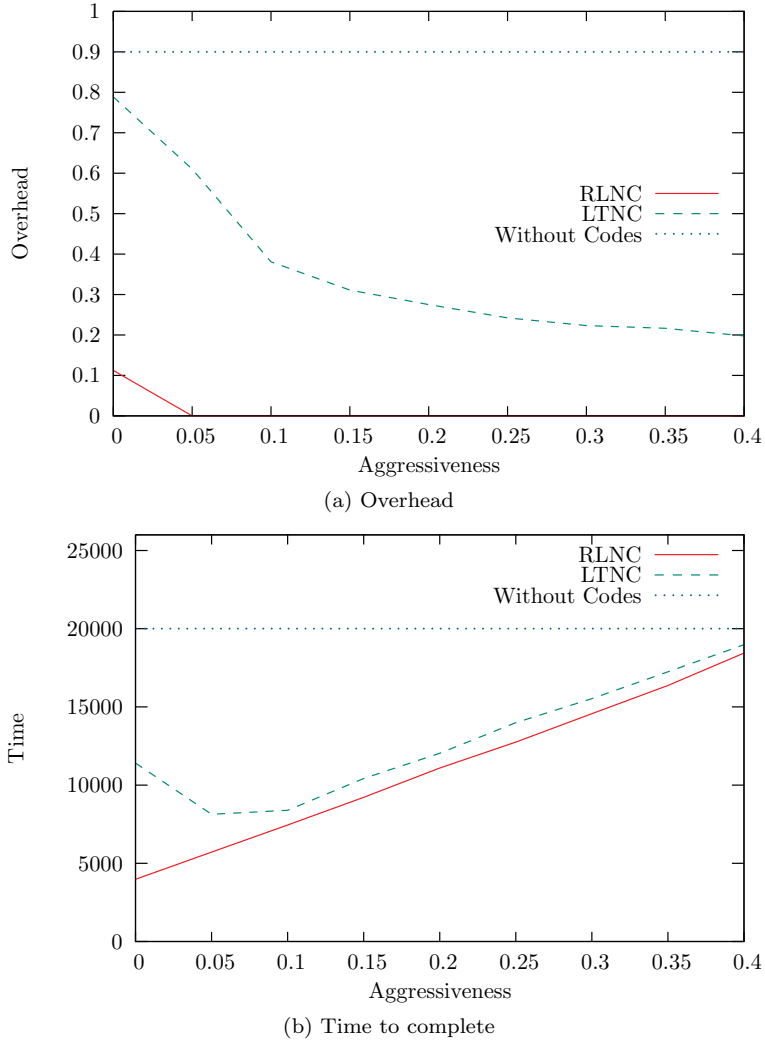 1
0.9
0.8
0.7
0.6
0.5
0.4
0.3
0.2
0.1
0
Overhead
RLNC
LTNC
Without Codes
0 0.05 0.1 0.15 0.2 0.25 0.3 0.35 0.4
Aggressiveness
(a) Overhead
25000
20000
15000
10000
5000
0
Time
RLNC
LTNC
Without Codes
0 0.05 0.1 0.15 0.2 0.25 0.3 0.35 0.4
Aggressiveness
(b) Time to complete